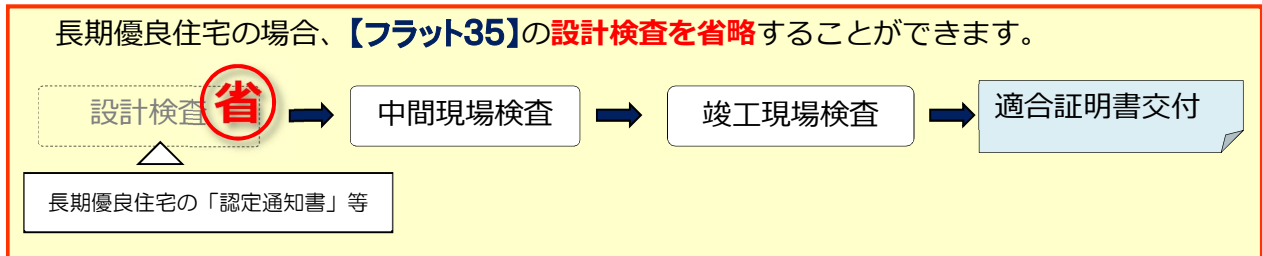 長期優良住宅の場合、【フラット35】の設計検査を省略することができます。
設計検査 省 中間現場検査 竣工現場検査 適合証明書交付
長期優良住宅の「認定通知書」等